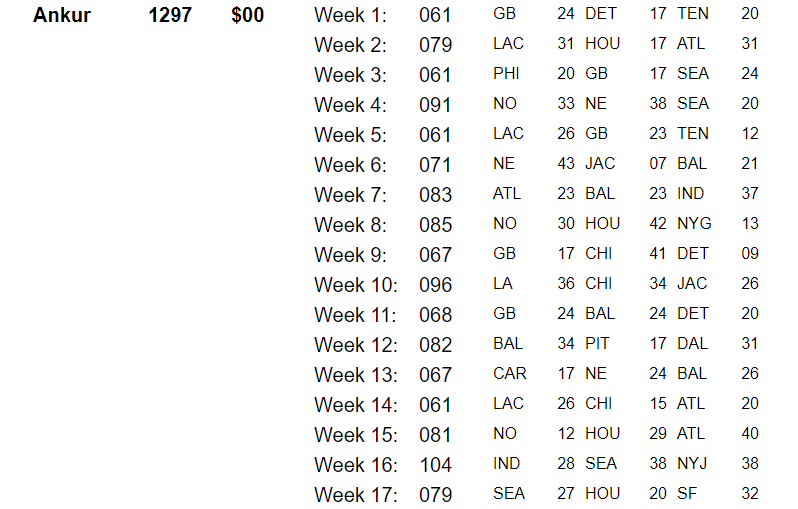 Ankur 1297 $00 Week 1: 061 GB 24 DET 17 TEN 20
Week 2: 079 LAC 31 HOU 17 ATL 31
Week 3: 061 PHI 20 GB 17 SEA 24
Week 4: 091 NO 33 NE 38 SEA 20
Week 5: 061 LAC 26 GB 23 TEN 12
Week 6: 071 NE 43 JAC 07 BAL 21
Week 7: 083 ATL 23 BAL 23 IND 37
Week 8: 085 NO 30 HOU 42 NYG 13
Week 9: 067 GB 17 CHI 41 DET 09
Week 10: 096 LA 36 CHI 34 JAC 26
Week 11: 068 GB 24 BAL 24 DET 20
Week 12: 082 BAL 34 PIT 17 DAL 31
Week 13: 067 CAR 17 NE 24 BAL 26
Week 14: 061 LAC 26 CHI 15 ATL 20
Week 15: 081 NO 12 HOU 29 ATL 40
Week 16: 104 IND 28 SEA 38 NYJ 38
Week 17: 079 SEA 27 HOU 20 SF 32